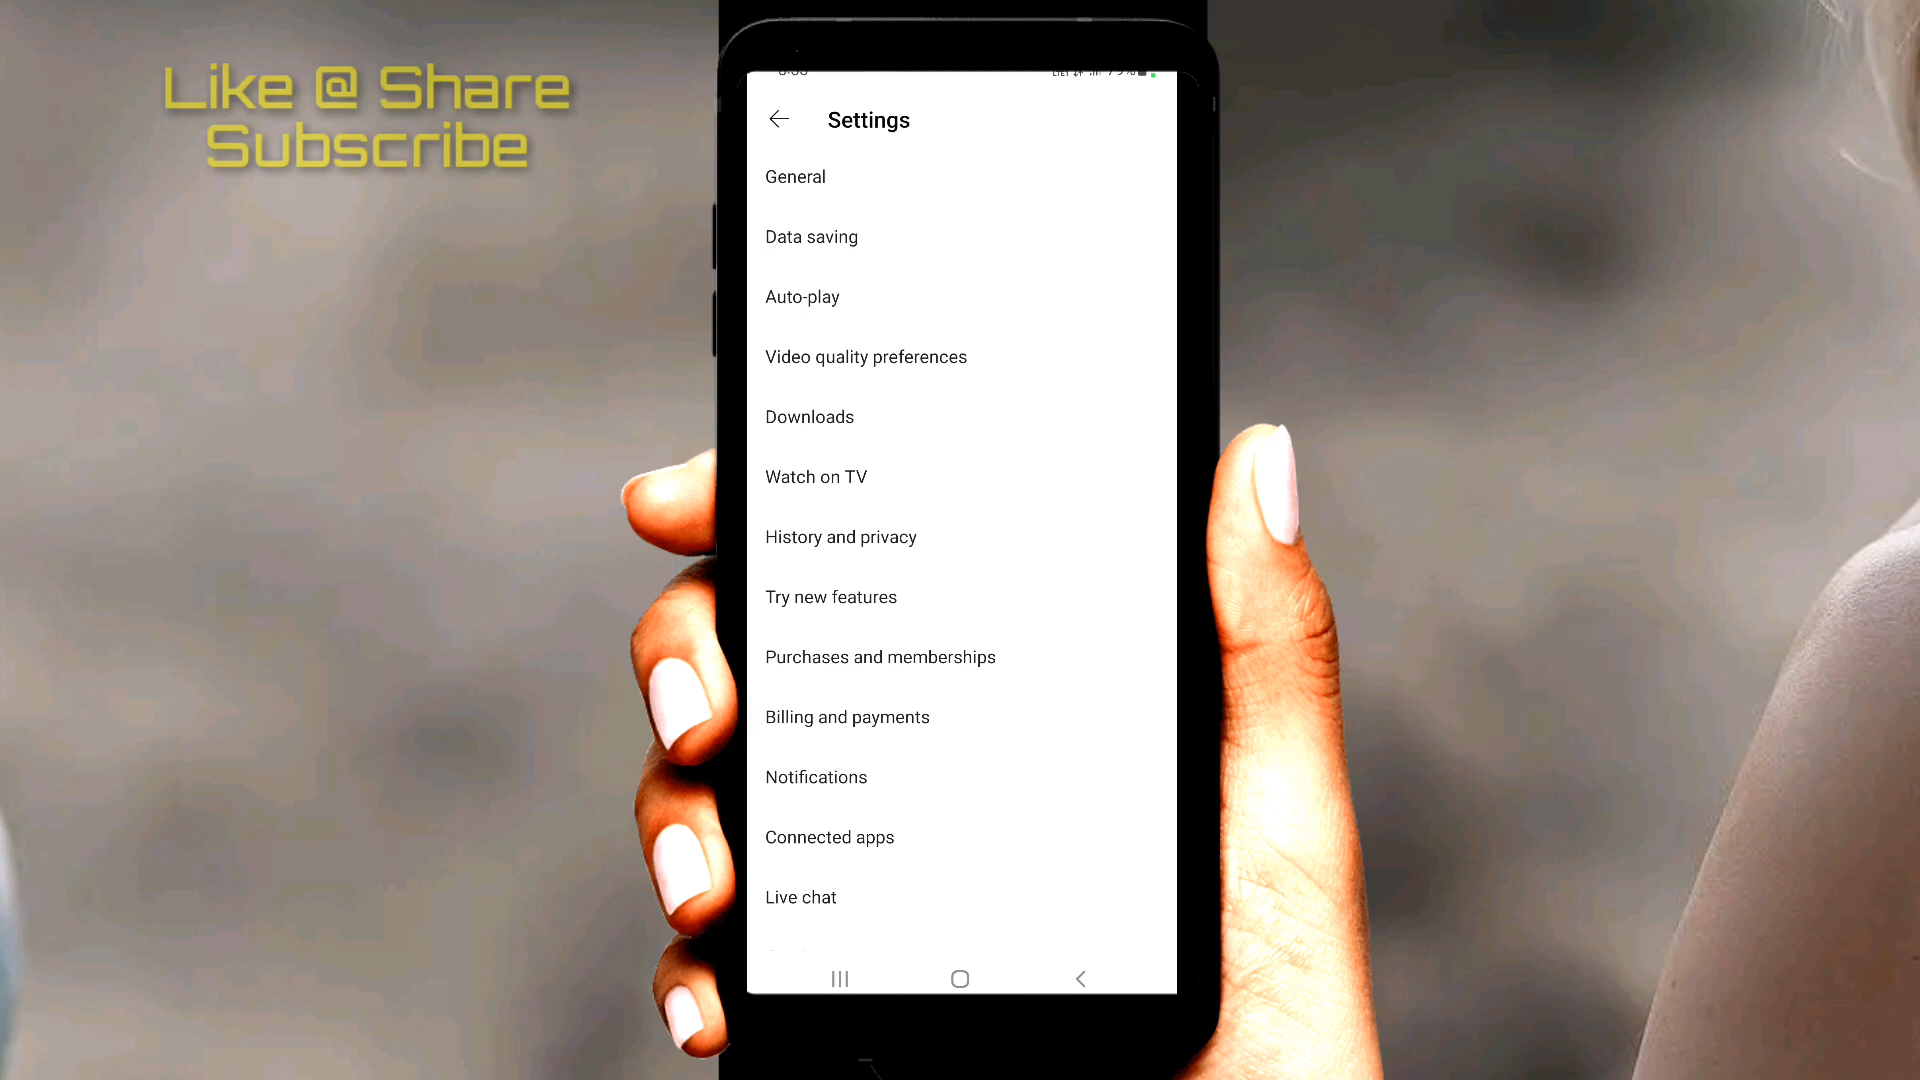 Like @ Share
Subscribe
Settings
General
Data saving
Auto-play
Video quality preferences
Downloads
Watch on TV
History and privacy
Try new features
Purchases and memberships
Billing and payments
Notifications
Connected apps
Live chat